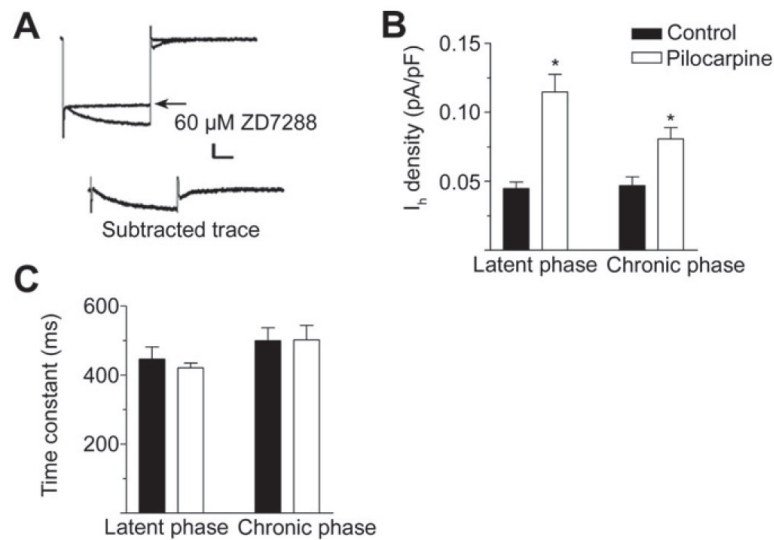 A
60 µM ZD7288
Subtracted trace
B
Control
Pilocarpine
Ih density (pA/pF)
0.15
0.10
0.05
*
*
Latent phase
Chronic phase
C
Time constant (ms)
600
400
200
Latent phase
Chronic phase